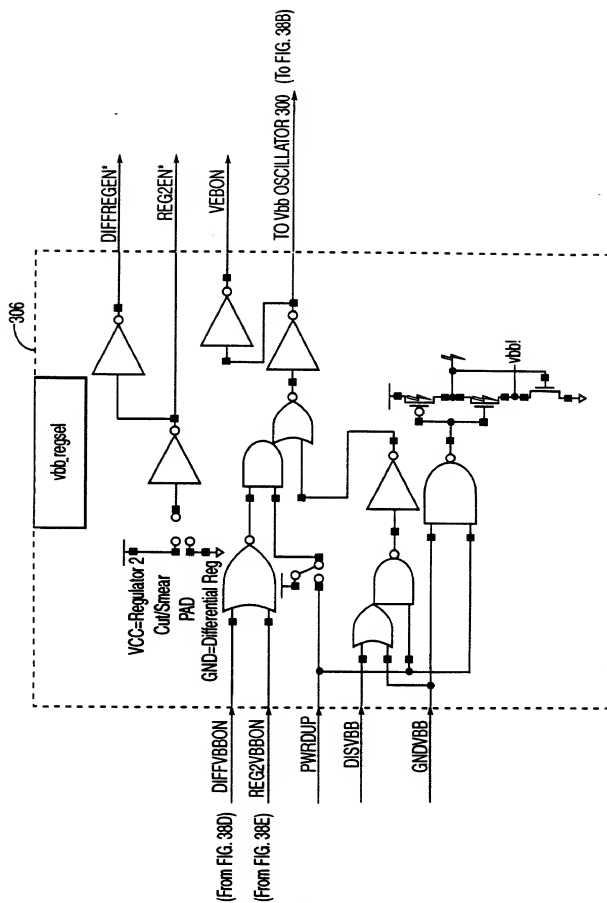 306
vbb_regsel
DIFFREGEN*
REG2EN*
VEBON
TO Vbb OSCILLATOR 300 (To FIG. 38B)
VCC=Regulator 2
Cut/Smear
PAD
GND=Differential Reg
(From FIG. 38D) DIFFVBBON
(From FIG. 38E) REG2VBBON
PWRDUP
DISVBB
GNDVBB
vbb!